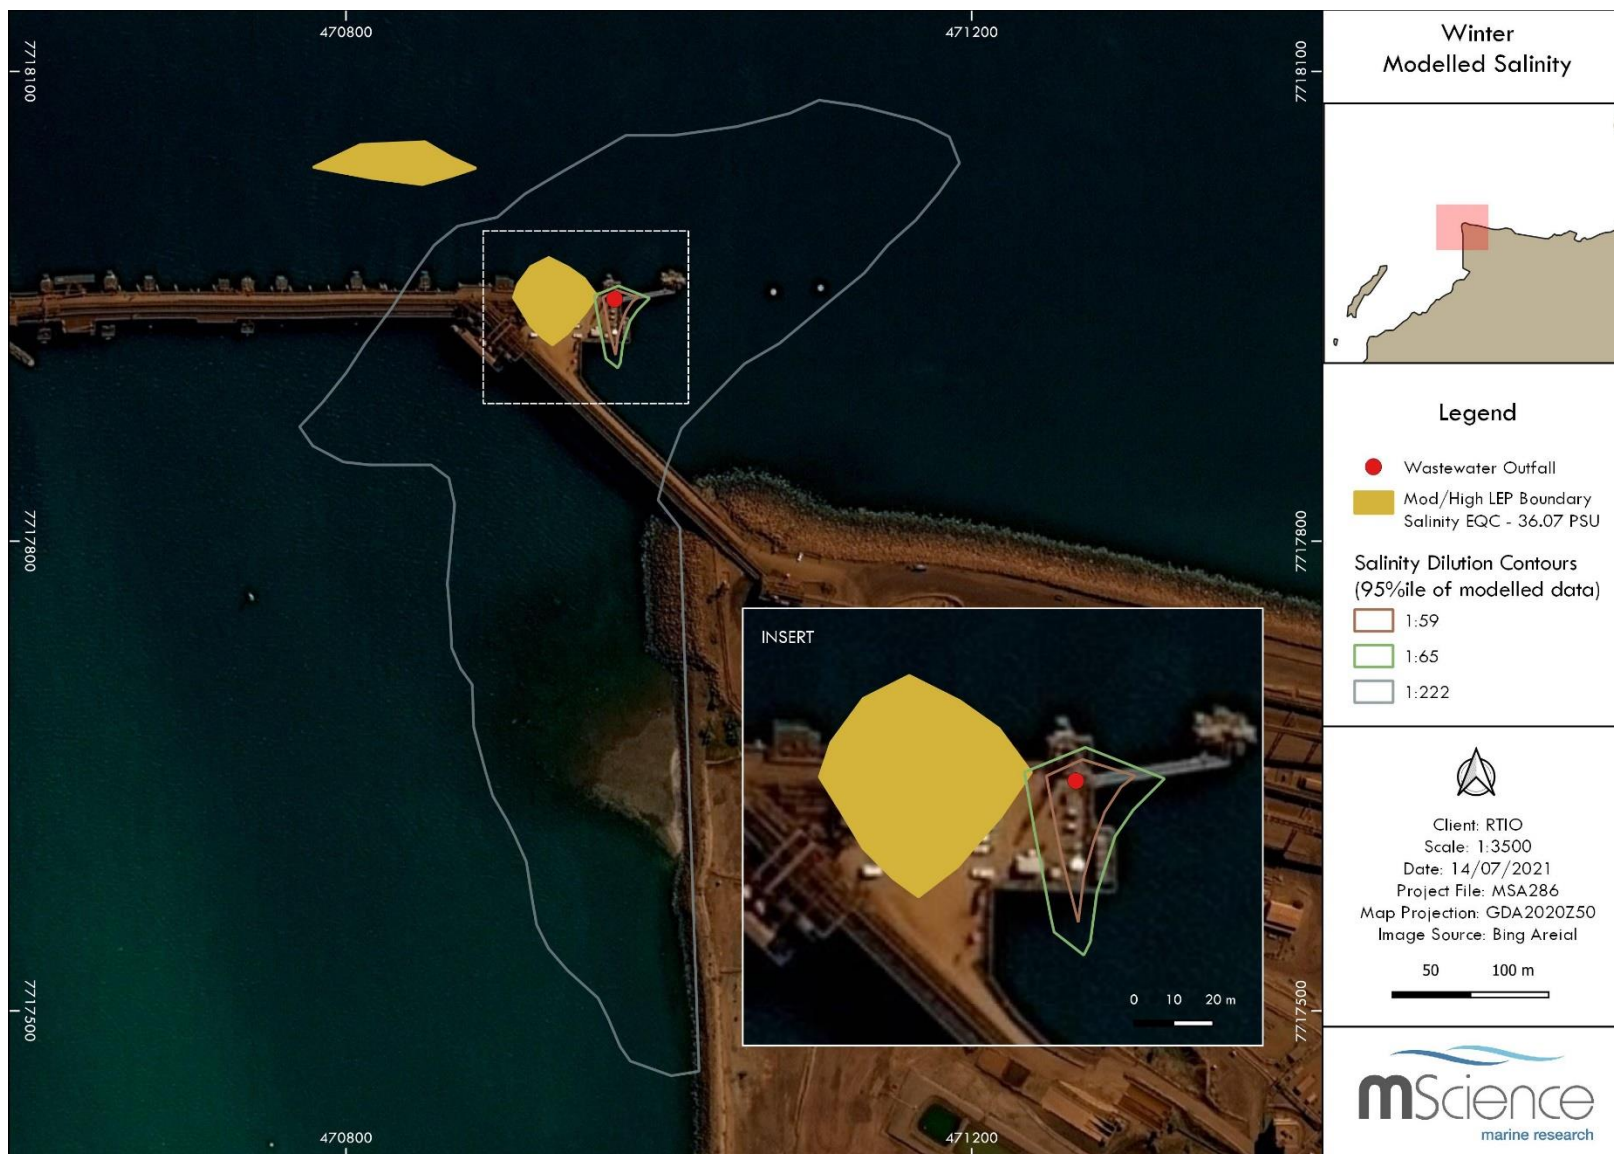 470800
471200
7718100
7718100
7717800
7717800
7717500
7717500
470800
471200
INSERT
0 10 20 m
Winter
Modelled Salinity
Legend
Wastewater Outfall
Mod/High LEP Boundary
Salinity EQC - 36.07 PSU
Salinity Dilution Contours
(95%ile of modelled data)
1:59
1:65
1:222
Client: RTIO
Scale: 1:3500
Date: 14/07/2021
Project File: MSA286
Map Projection: GDA2020Z50
Image Source: Bing Areial
50 100 m
mScience
marine research